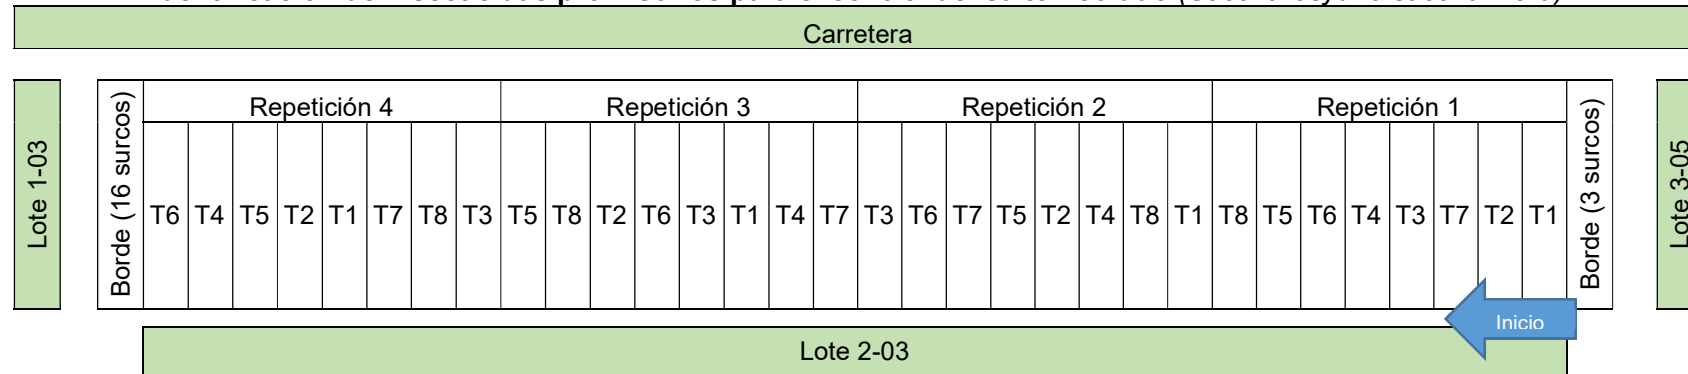 Carretera
Repetición 4 Repetición 3 Repetición 2 Repetición 1
Lote 1-03
Borde (16 surcos)
T6 T4 T5 T2 T1 T7 T8 T3 T5 T8 T2 T6 T3 T1 T4 T7 T3 T6 T7 T5 T2 T4 T8 T1 T8 T5 T6 T4 T3 T7 T2 T1
Borde (3 surcos)
Lote 3-05
Inicio
Lote 2-03